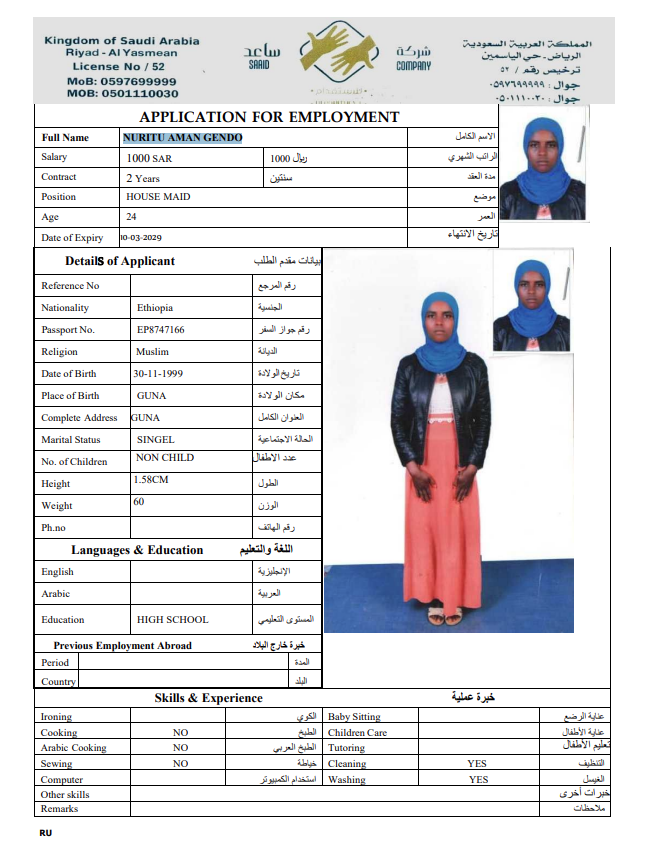 Kingdom of Saudi Arabia
Riyad - Al Yasmean
License No / 52
MoB: 0597699999
MOB: 0501110030
ساعد
SAAID
شركة
COMPANY
للاستقدام
المملكة العربية السعودية
الرياض. حي الياسمين
ترخيص رقم / ٥٢
جوال : ٠٥٩٧٦٩٩٩٩٩
جوال : ٠٥٠١١١٠٠٣٠
APPLICATION FOR EMPLOYMENT
Full Name NURITU AMAN GENDO الاسم الكامل
Salary 1000 SAR 1000 ريال الراتب الشهري
Contract 2 Years سنتين مدة العقد
Position HOUSE MAID موضع
Age 24 العمر
Date of Expiry 10-03-2029 تاريخ الانتهاء
Details of Applicant بيانات مقدم الطلب
Reference No رقم المرجع
Nationality Ethiopia الجنسية
Passport No. EP8747166 رقم جواز السفر
Religion Muslim الديانة
Date of Birth 30-11-1999 تاريخ الولادة
Place of Birth GUNA مكان الولادة
Complete Address GUNA العنوان الكامل
Marital Status SINGEL الحالة الاجتماعية
No. of Children NON CHILD عدد الاطفال
Height 1.58CM الطول
Weight 60 الوزن
Ph.no رقم الهاتف
Languages & Education اللغة والتعليم
English الإنجليزية
Arabic العربية
Education HIGH SCHOOL المستوى التعليمي
Previous Employment Abroad خبرة خارج البلاد
Period المدة
Country البلد
Skills & Experience خبرة عملية
Ironing الكوي Baby Sitting عناية الرضع
Cooking NO الطبخ Children Care عناية الأطفال
Arabic Cooking NO الطبخ العربي Tutoring تعليم الأطفال
Sewing NO خياطة Cleaning YES التنظيف
Computer استخدام الكمبيوتر Washing YES الغيسل
Other skills خبرات أخرى
Remarks ملاحظات
RU